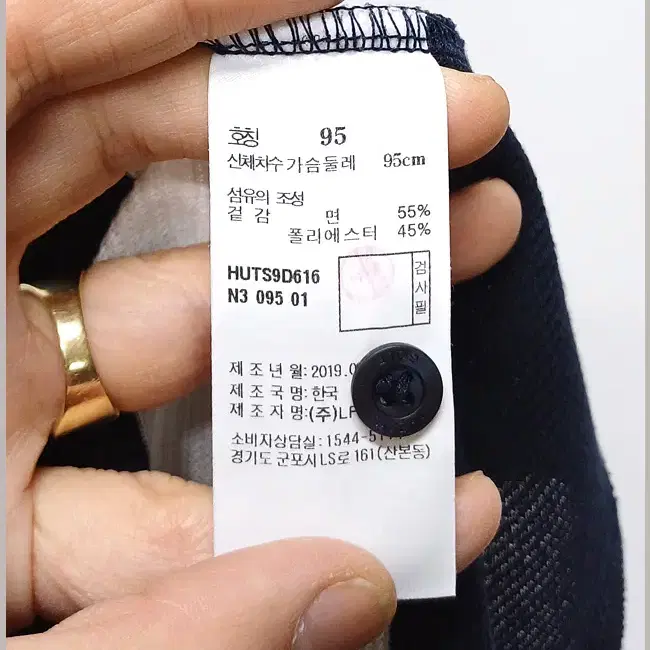 호칭 95
신체치수 가슴둘레 95cm
섬유의 조성
겉 감 면 55%
폴리에스터 45%
HUTS9D616
N3 095 01
검사필
제 조 년 월: 2019.0
제 조 국 명: 한국
제 조 자 명: (주)LF
소비자상담실: 1544-51
경기도 군포시 LS로 161 (산본동)